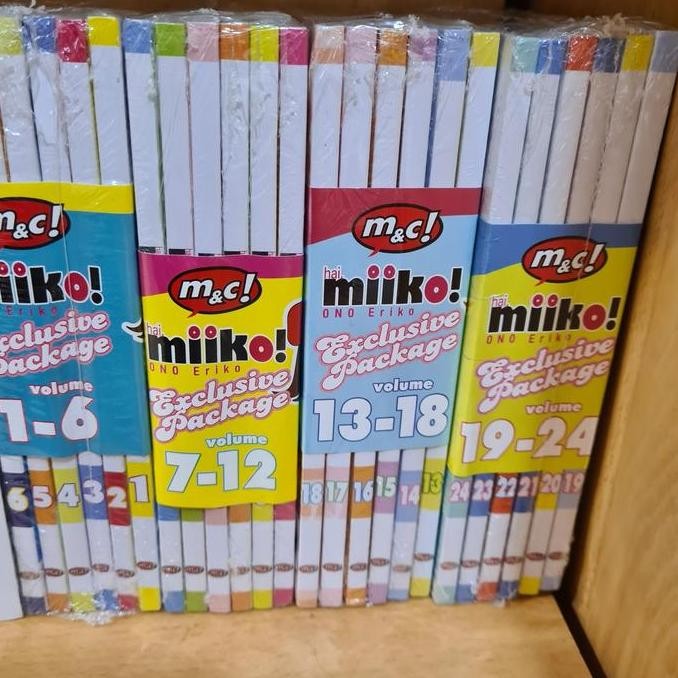 m&c!
iiko!
Eriko
Exclusive
Package
volume
1-6
6 5 4 3 2 1
m&c!
hai
miiko!
ONO Eriko
Exclusive
Package
volume
7-12
m&c!
hai
miiko!
ONO Eriko
Exclusive
Package
volume
13-18
18 17 16 15 14 13
m&c!
hai
miiko!
ONO Eriko
Exclusive
Package
volume
19-24
24 23 22 21 20 19